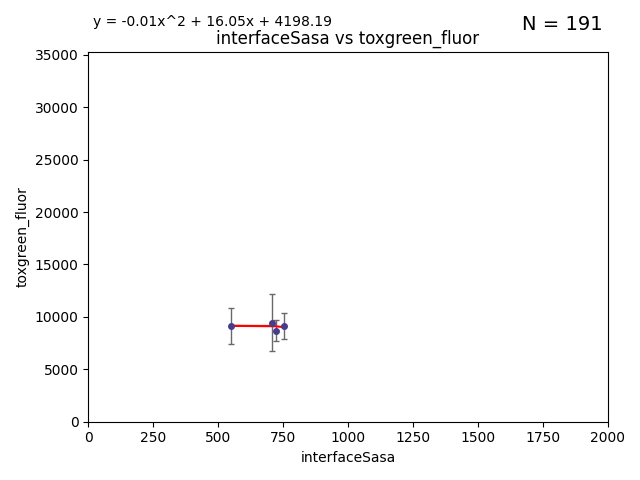 y = -0.01x^2 + 16.05x + 4198.19
N = 191
interfaceSasa vs toxgreen_fluor
35000
30000
25000
20000
15000
10000
5000
0
toxgreen_fluor
0 250 500 750 1000 1250 1500 1750 2000
interfaceSasa